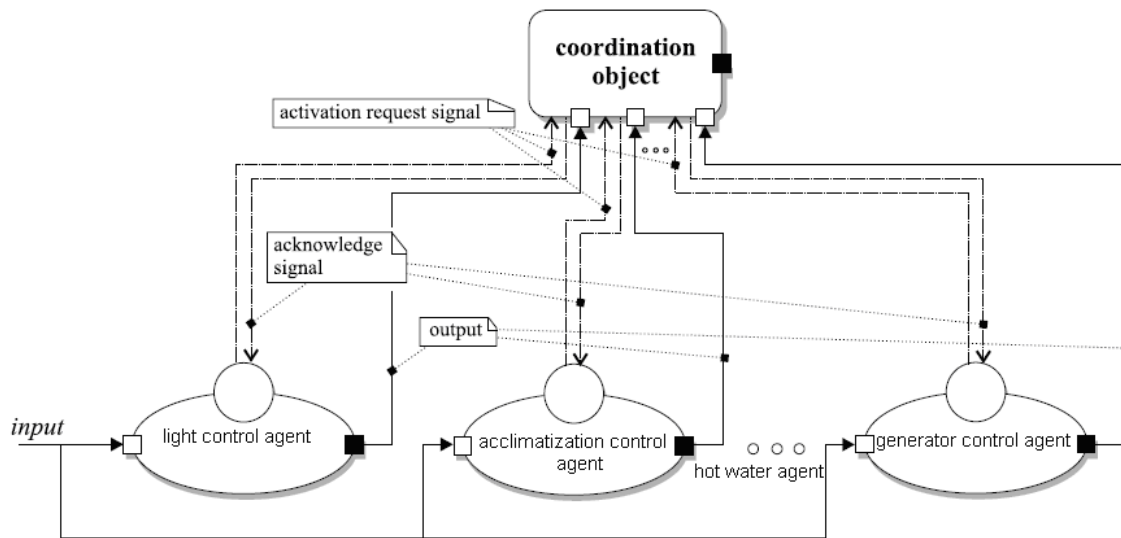 coordination
object
activation request signal
acknowledge
signal
output
input
light control agent
acclimatization control
agent
hot water agent
generator control agent